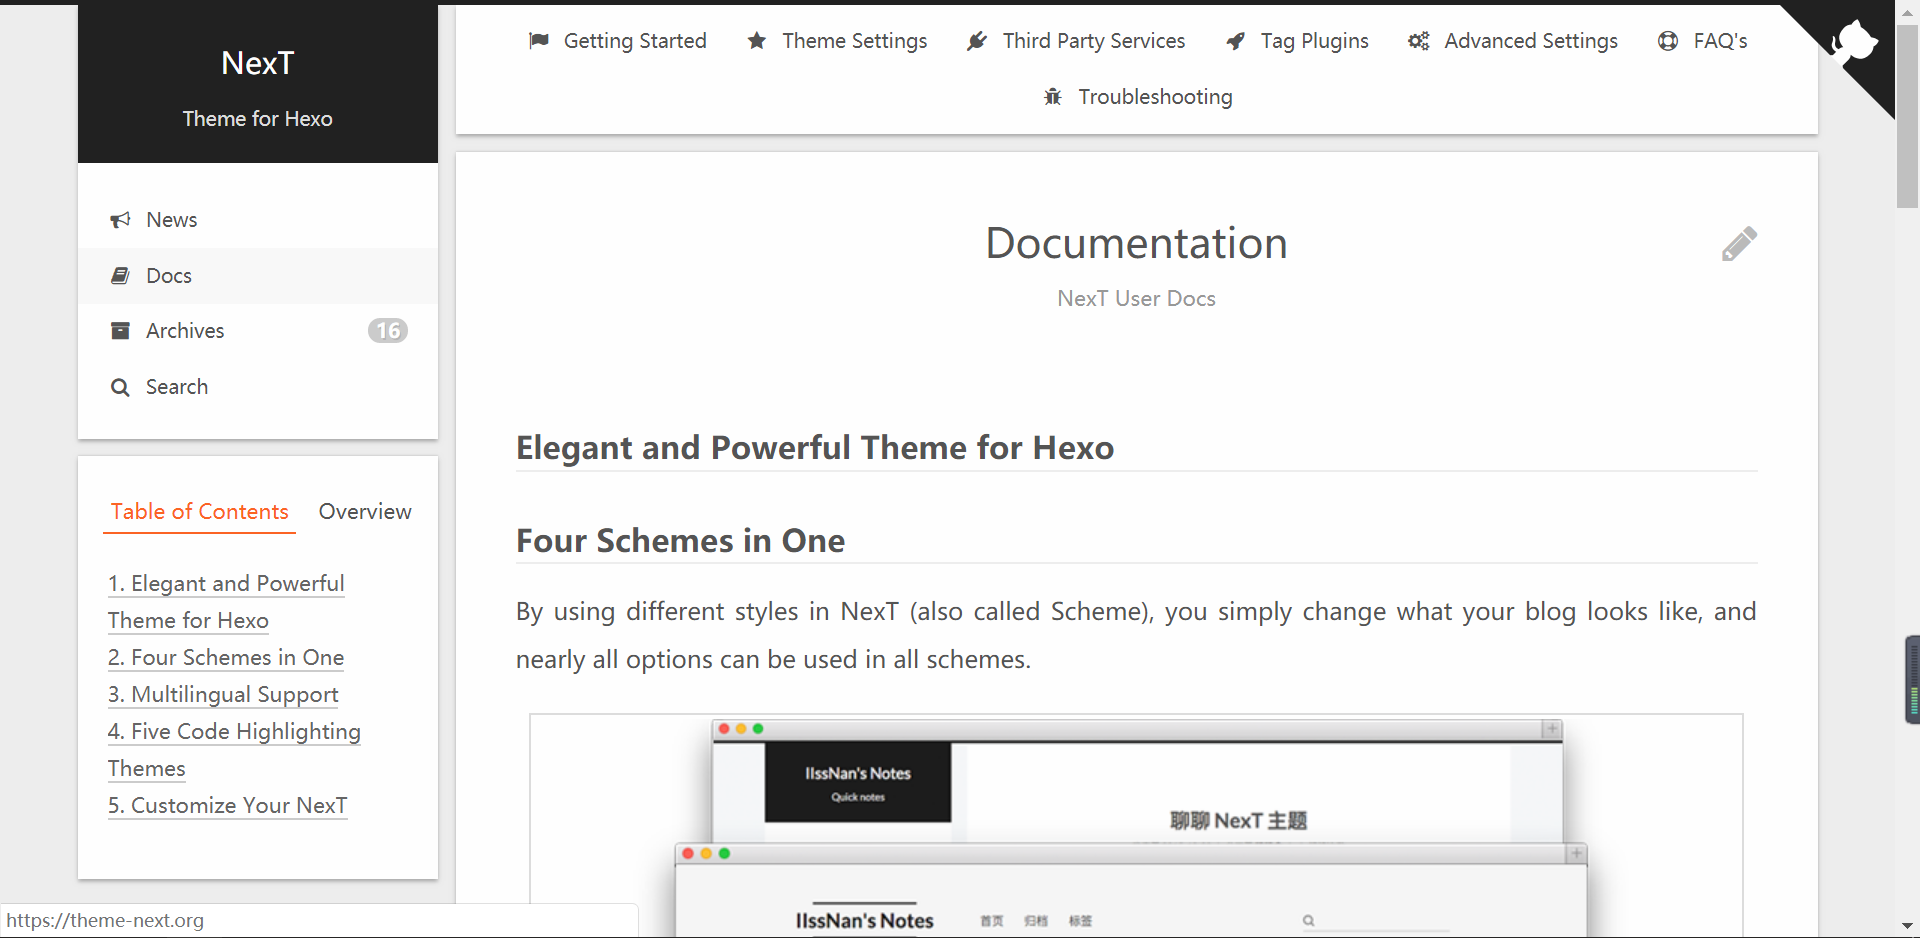 NexT
Theme for Hexo
News
Docs
Archives
16
Search
Table of Contents
Overview
1. Elegant and Powerful
Theme for Hexo
2. Four Schemes in One
3. Multilingual Support
4. Five Code Highlighting
Themes
5. Customize Your NexT
Getting Started
Theme Settings
Third Party Services
Tag Plugins
Advanced Settings
FAQ's
Troubleshooting
Documentation
NexT User Docs
Elegant and Powerful Theme for Hexo
Four Schemes in One
By using different styles in NexT (also called Scheme), you simply change what your blog looks like, and
nearly all options can be used in all schemes.
IIssNan's Notes
Quick notes
聊聊 NexT 主题
IIssNan's Notes
首页
归档
标签
https://theme-next.org